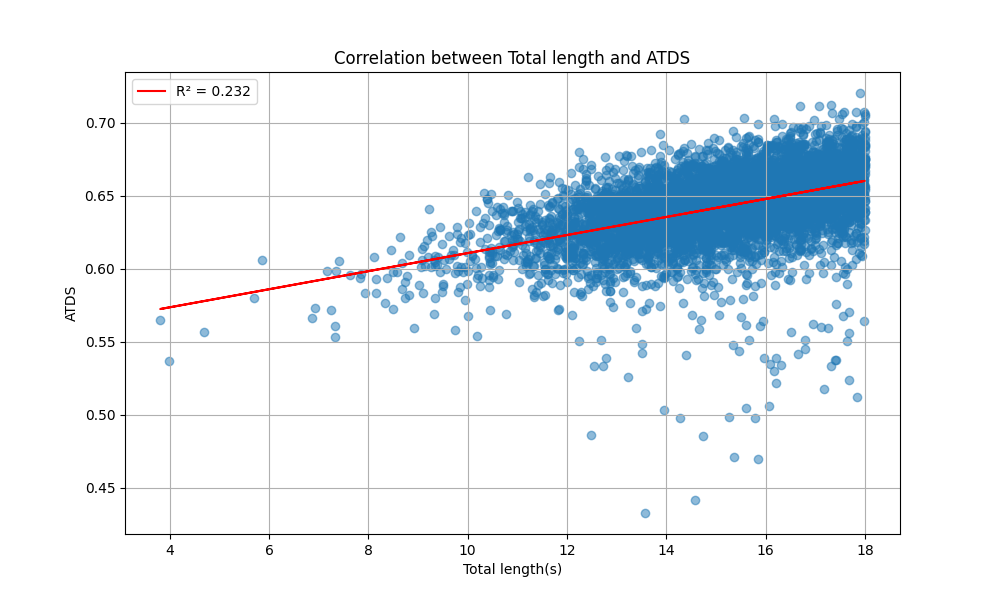 Correlation between Total length and ATDS
R² = 0.232
0.70
0.65
0.60
0.55
0.50
0.45
ATDS
4 6 8 10 12 14 16 18
Total length(s)